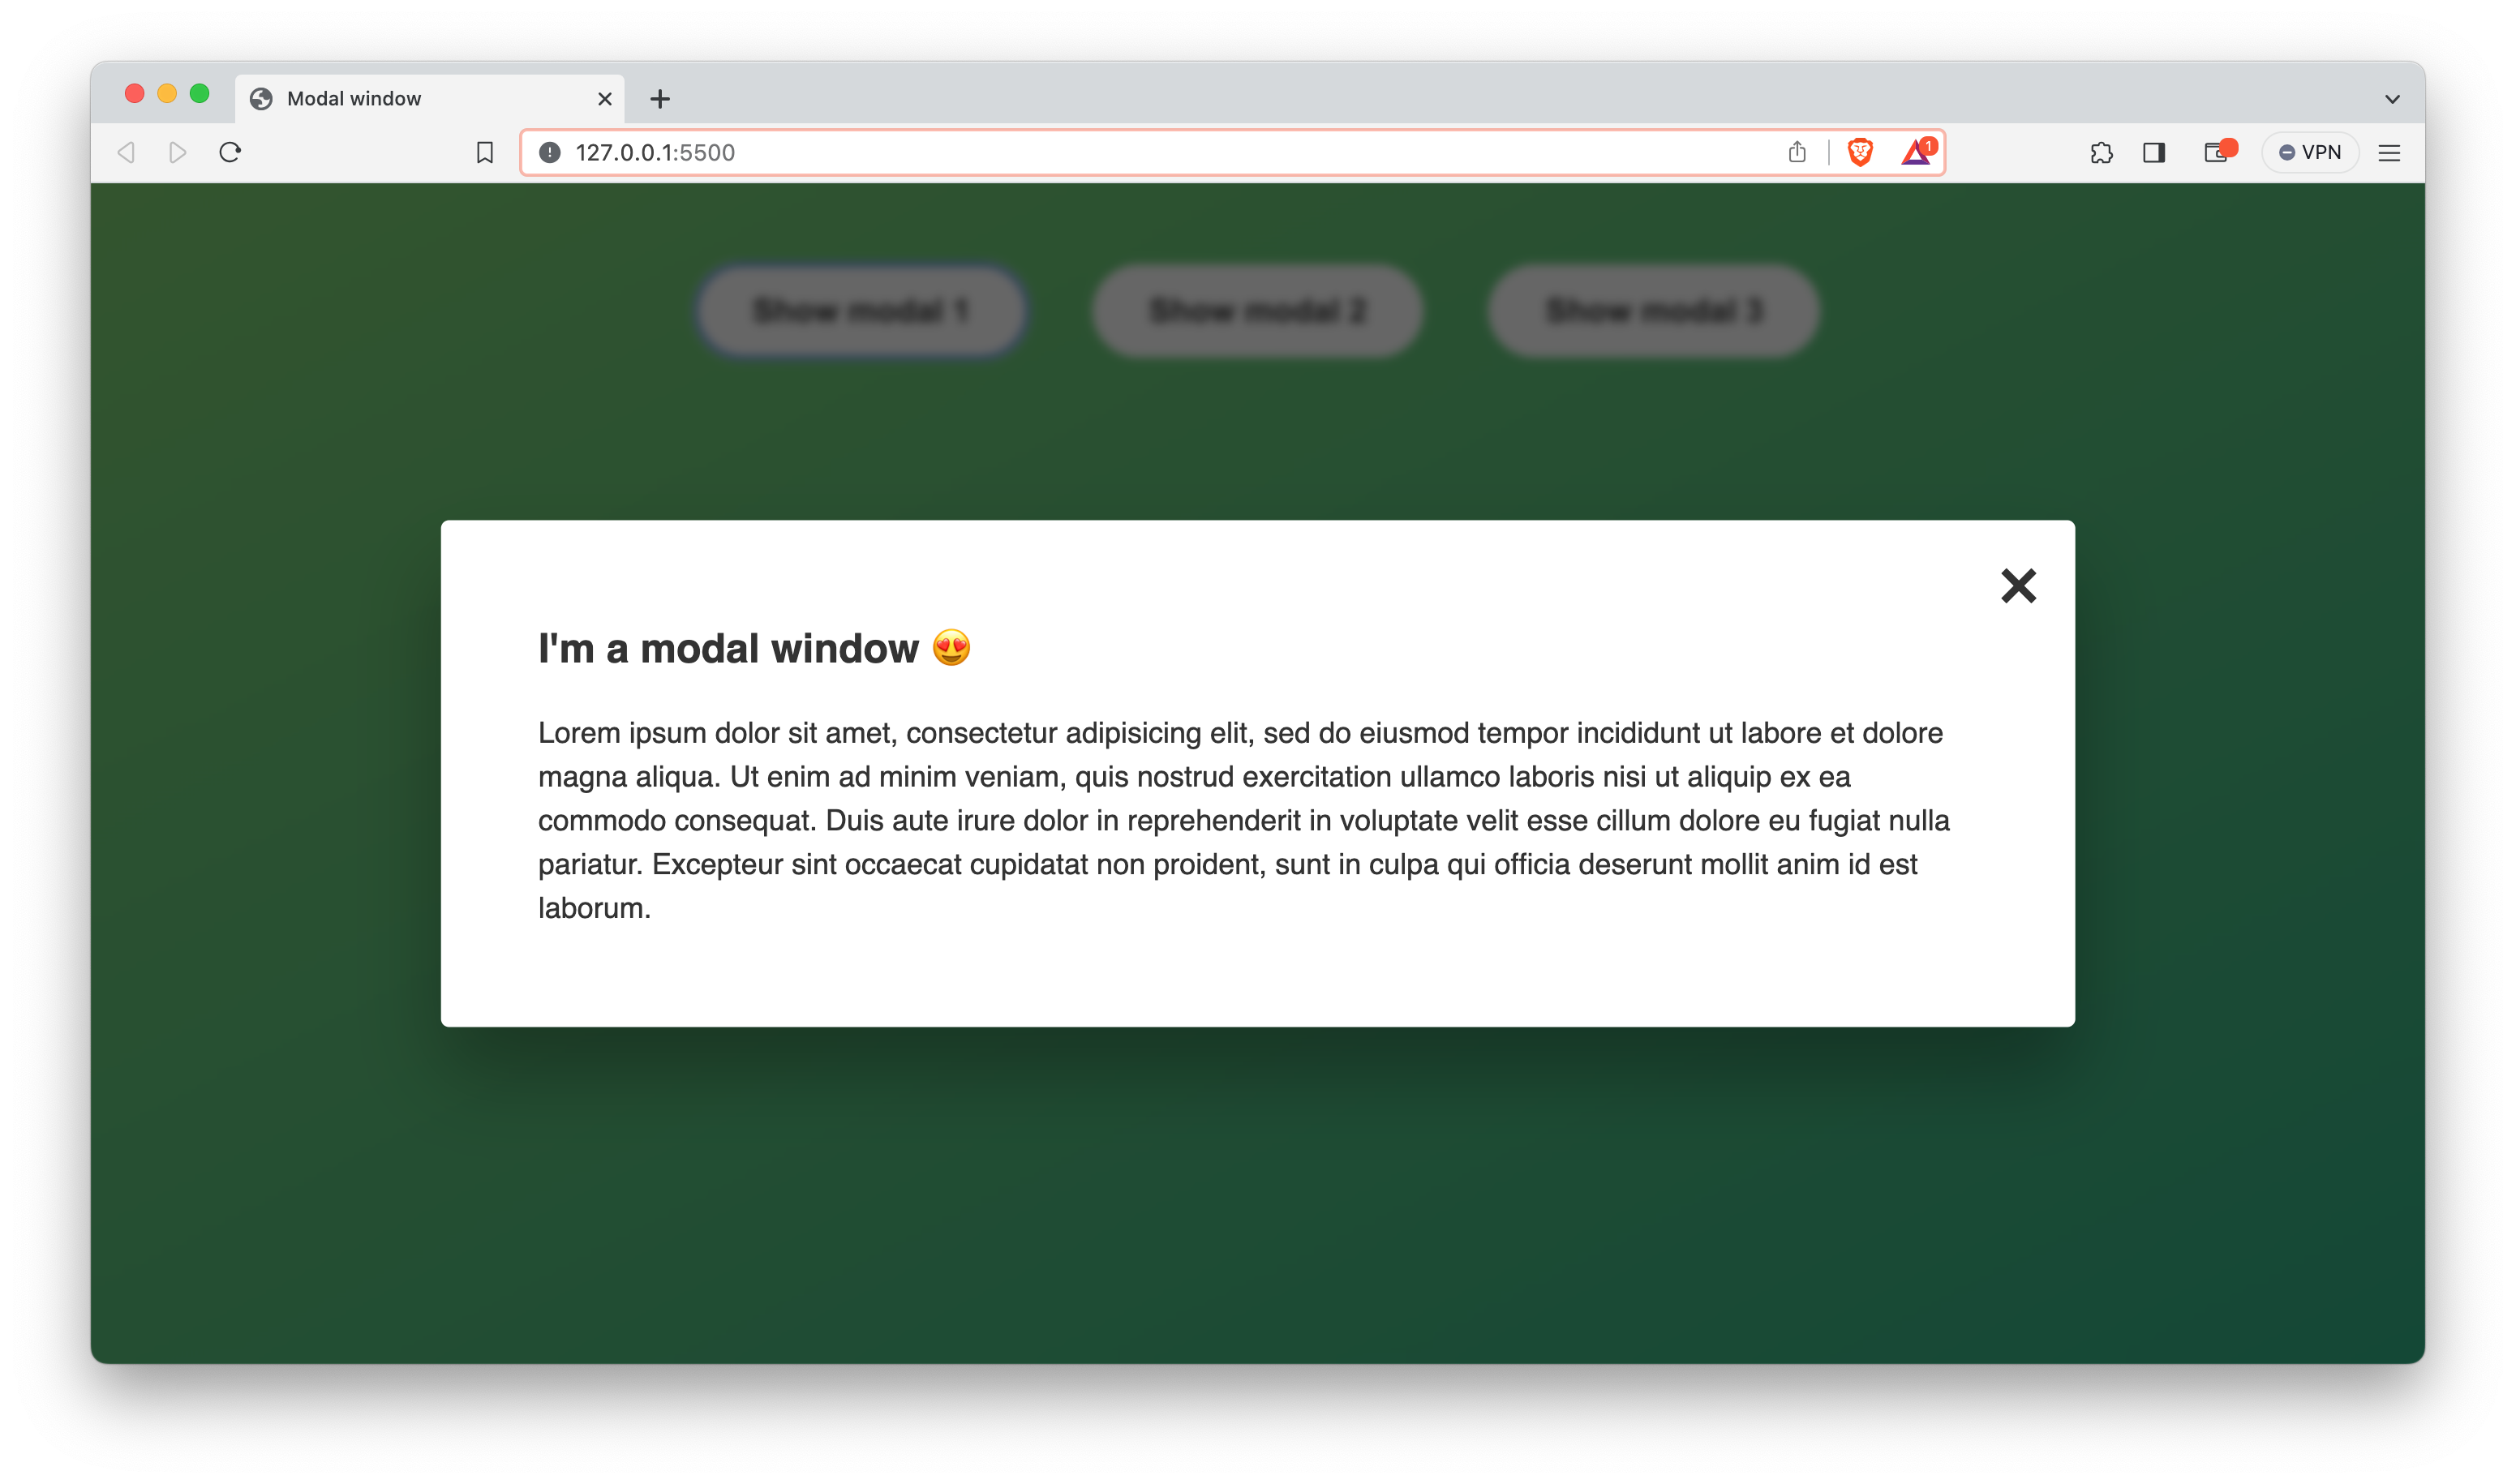 Modal window
127.0.0.1:5500
1
VPN
Show modal 1 Show modal 2 Show modal 3
I'm a modal window 😍
Lorem ipsum dolor sit amet, consectetur adipisicing elit, sed do eiusmod tempor incididunt ut labore et dolore
magna aliqua. Ut enim ad minim veniam, quis nostrud exercitation ullamco laboris nisi ut aliquip ex ea
commodo consequat. Duis aute irure dolor in reprehenderit in voluptate velit esse cillum dolore eu fugiat nulla
pariatur. Excepteur sint occaecat cupidatat non proident, sunt in culpa qui officia deserunt mollit anim id est
laborum.